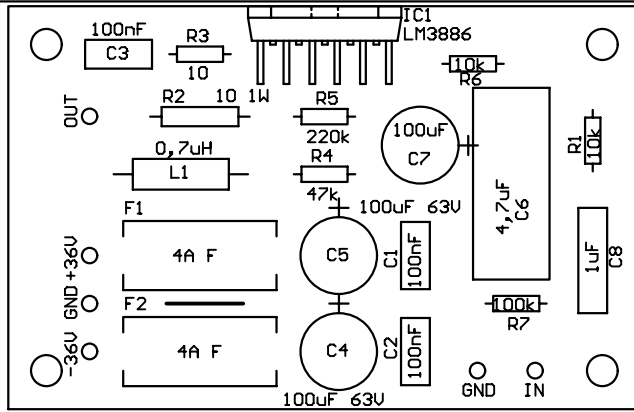 IC1
LM3886
100nF
C3
R3
10
10k
R6
OUT
R2 10 1W
R5
220k
100uF
C7
R1
10k
0,7uH
L1
R4
47k
4,7uF
C6
F1
100uF 63V
+36V
4A F
C5
C1
100nF
1uF
C8
GND
F2
100k
R7
-36V
4A F
C4
C2
100nF
GND
IN
100uF 63V